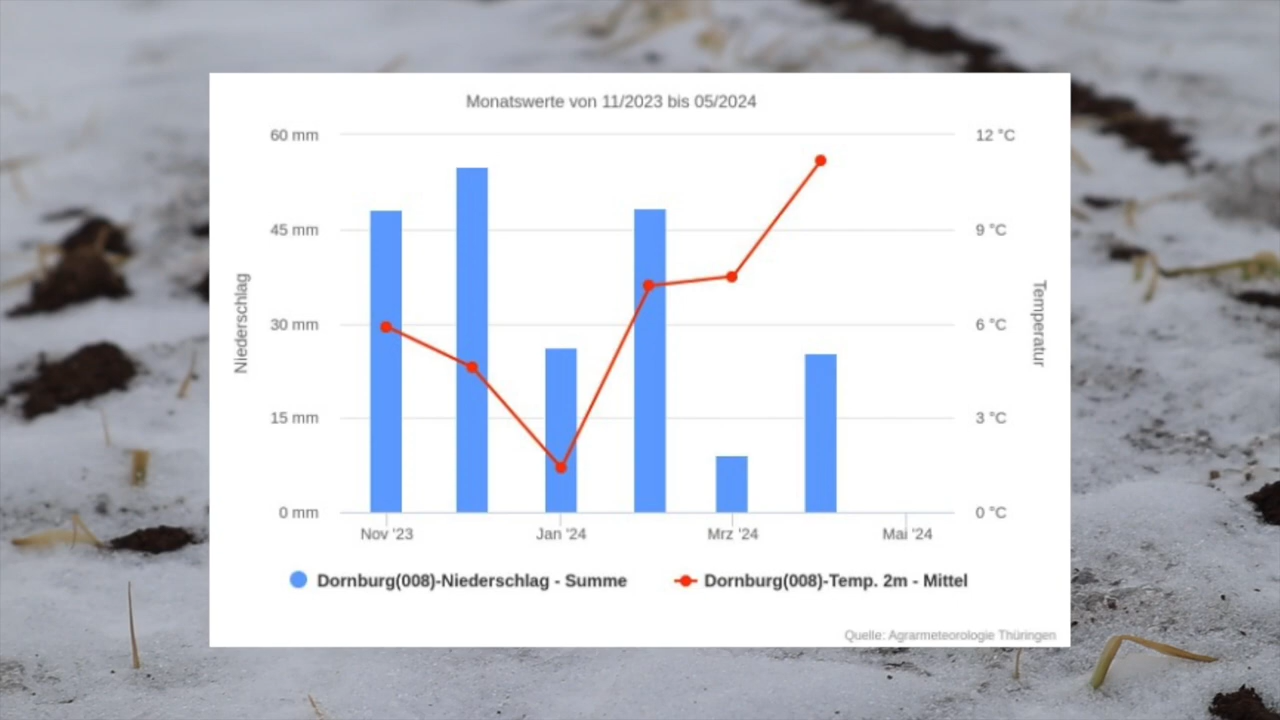 Monatswerte von 11/2023 bis 05/2024
60 mm
12 °C
45 mm
9 °C
Niederschlag
Temperatur
30 mm
6 °C
15 mm
3 °C
0 mm
0 °C
Nov '23
Jan '24
Mrz '24
Mai '24
Dornburg(008)-Niederschlag - Summe
Dornburg(008)-Temp. 2m - Mittel
Quelle: Agrarmeteorologie Thüringen